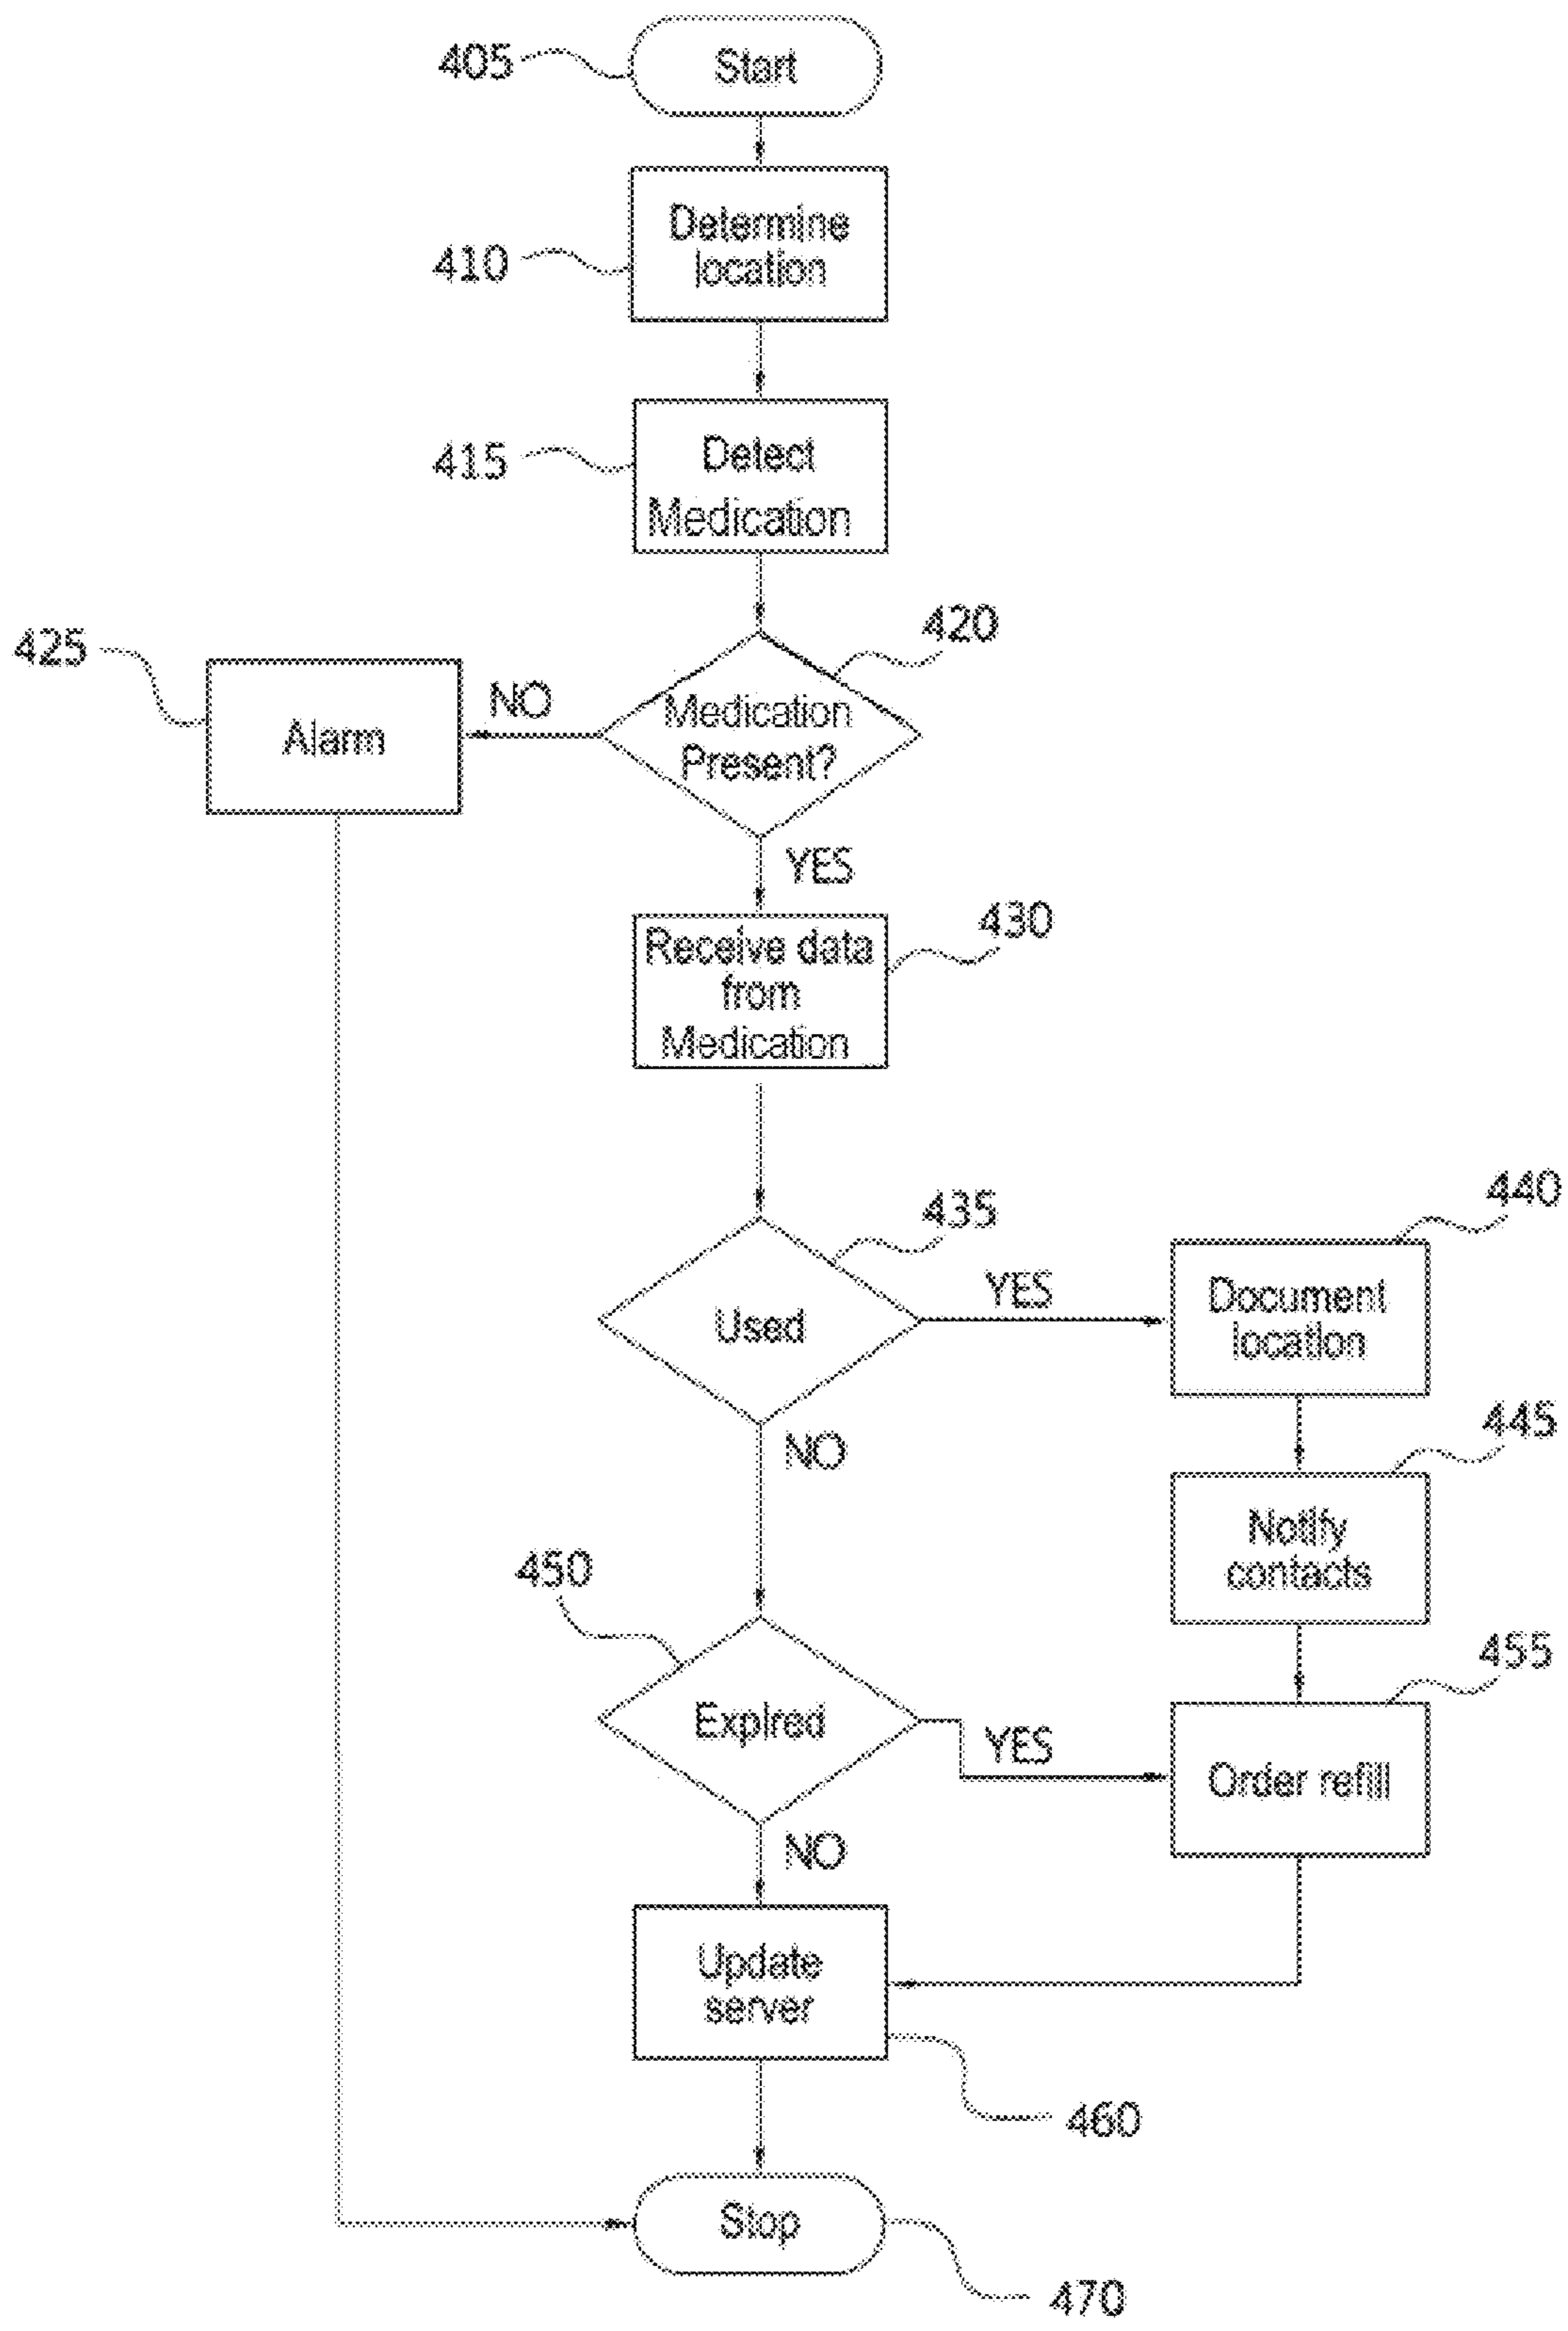 405
Start
410
Determine
location
415
Detect
Medication
420
425
Alarm
NO
Medication
Present?
YES
430
Receive data
from
Medication
435
Used
YES
440
Document
location
NO
445
Notify
contacts
450
Expired
YES
455
Order refill
NO
Update
server
460
Stop
470